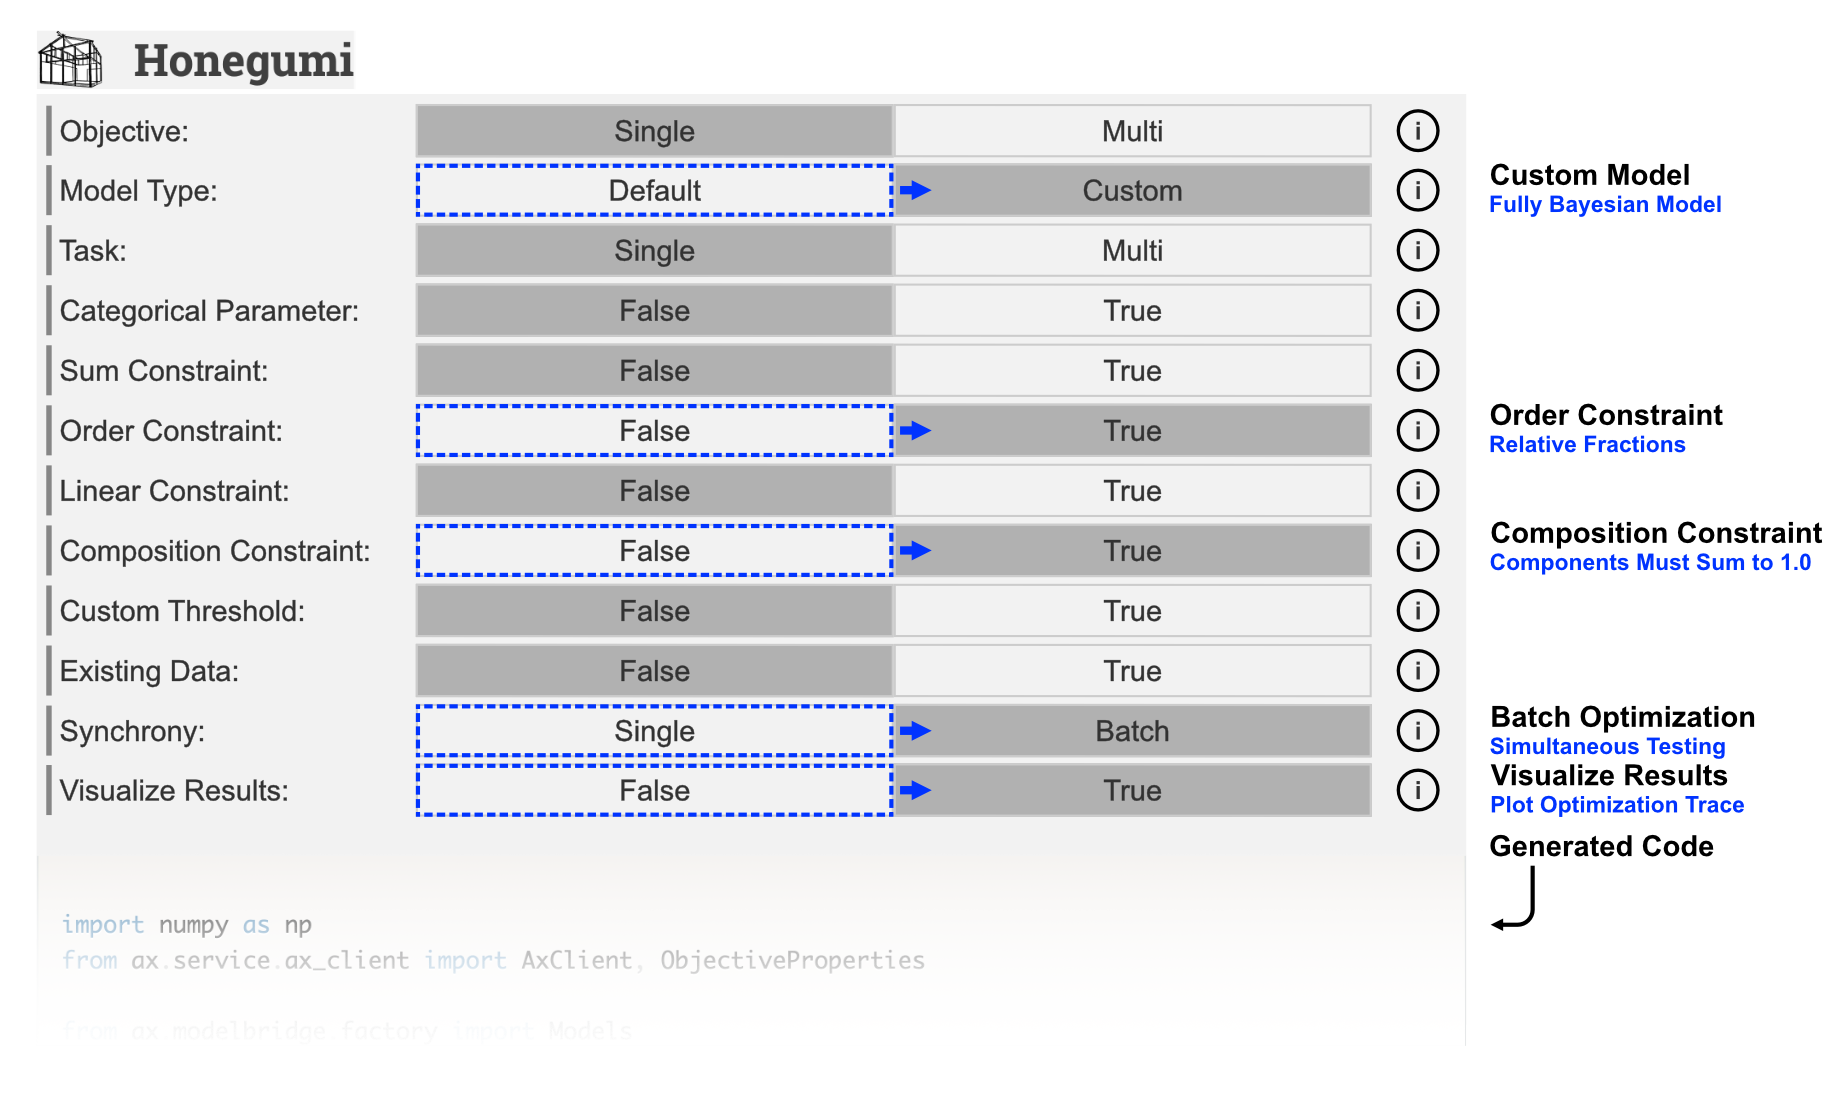 Honegumi
Objective: Single Multi i
Model Type: Default Custom i
Custom Model
Fully Bayesian Model
Task: Single Multi i
Categorical Parameter: False True i
Sum Constraint: False True i
Order Constraint: False True i
Order Constraint
Relative Fractions
Linear Constraint: False True i
Composition Constraint: False True i
Composition Constraint
Components Must Sum to 1.0
Custom Threshold: False True i
Existing Data: False True i
Synchrony: Single Batch i
Batch Optimization
Simultaneous Testing
Visualize Results: False True i
Visualize Results
Plot Optimization Trace
Generated Code
import numpy as np
from ax.service.ax_client import AxClient, ObjectiveProperties
from ax.modelbridge.factory import Models